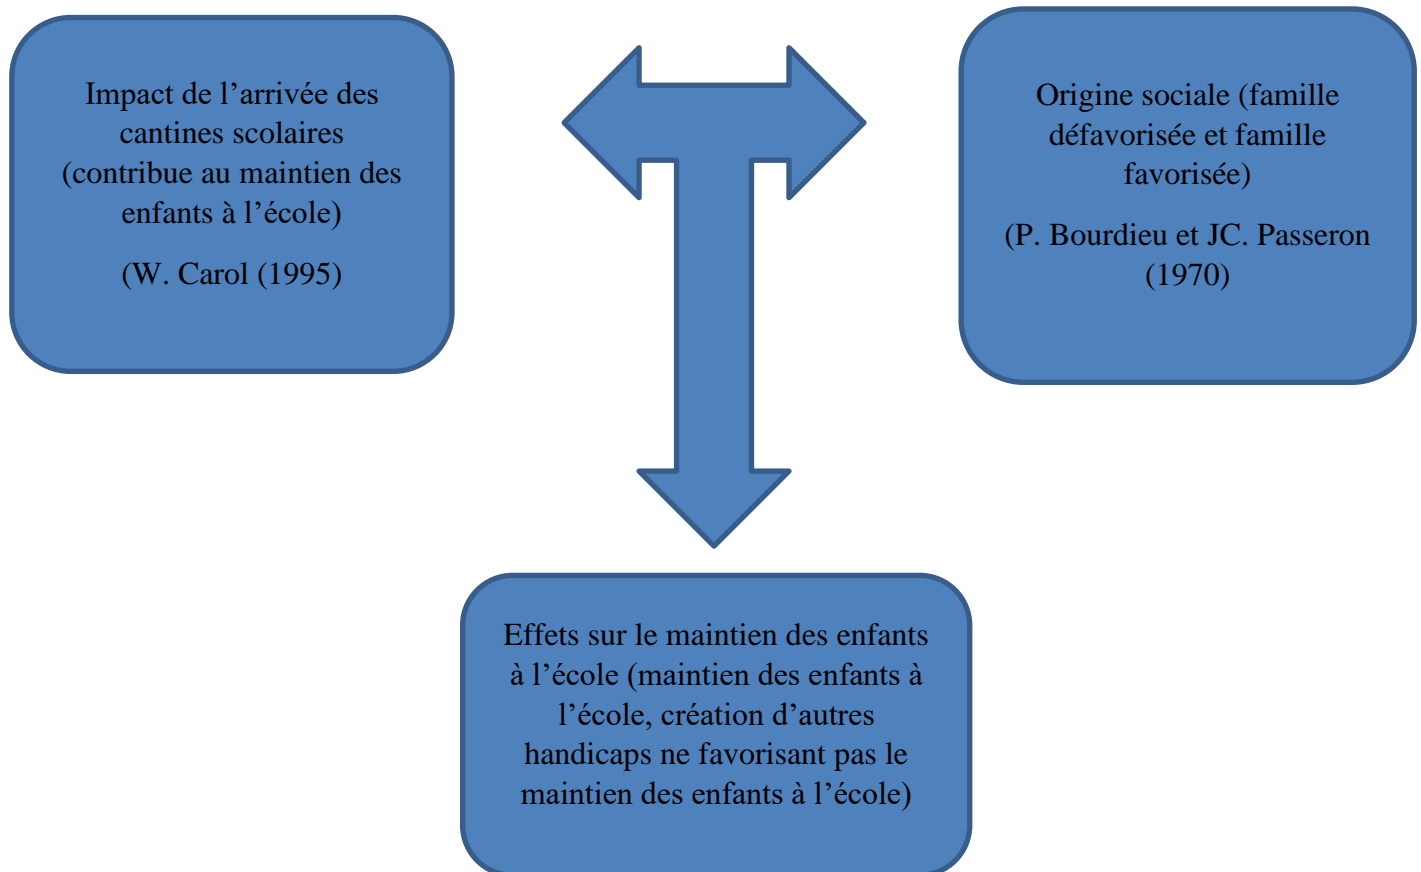 Impact de l’arrivée des
cantines scolaires
(contribue au maintien des
enfants à l’école)
(W. Carol (1995)
Origine sociale (famille
défavorisée et famille
favorisée)
(P. Bourdieu et JC. Passeron
(1970)
Effets sur le maintien des enfants
à l’école (maintien des enfants à
l’école, création d’autres
handicaps ne favorisant pas le
maintien des enfants à l’école)